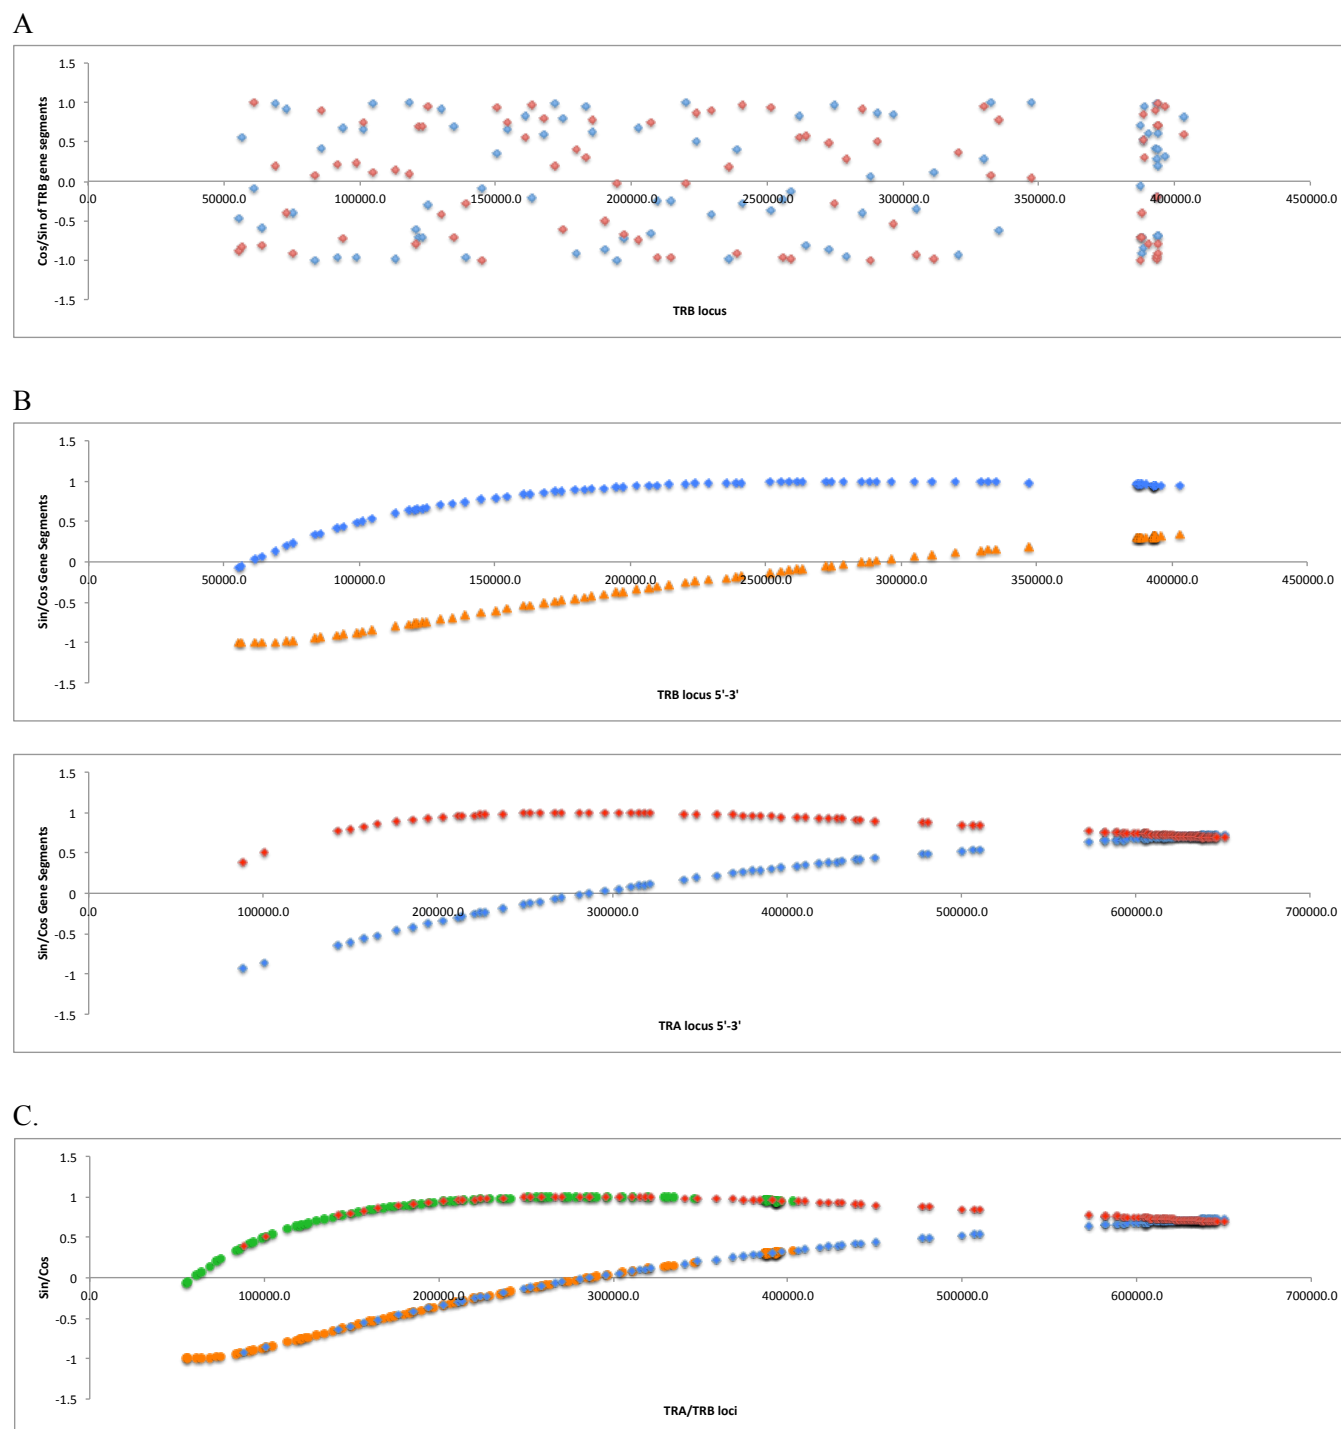 A
1.5
1.0
0.5
0.0
-0.5
-1.0
-1.5
Cos/Sin of TRB gene segments
0.0 50000.0 100000.0 150000.0 200000.0 250000.0 300000.0 350000.0 400000.0 450000.0
TRB locus
B
1.5
1
0.5
0
-0.5
-1
-1.5
Sin/Cos Gene Segments
0.0 50000.0 100000.0 150000.0 200000.0 250000.0 300000.0 350000.0 400000.0 450000.0
TRB locus 5'-3'
1.5
1
0.5
0
-0.5
-1
-1.5
Sin/Cos Gene Segments
0.0 100000.0 200000.0 300000.0 400000.0 500000.0 600000.0 700000.0
TRA locus 5'-3'
C.
1.5
1
0.5
0
-0.5
-1
-1.5
Sin/Cos
0.0 100000.0 200000.0 300000.0 400000.0 500000.0 600000.0 700000.0
TRA/TRB loci